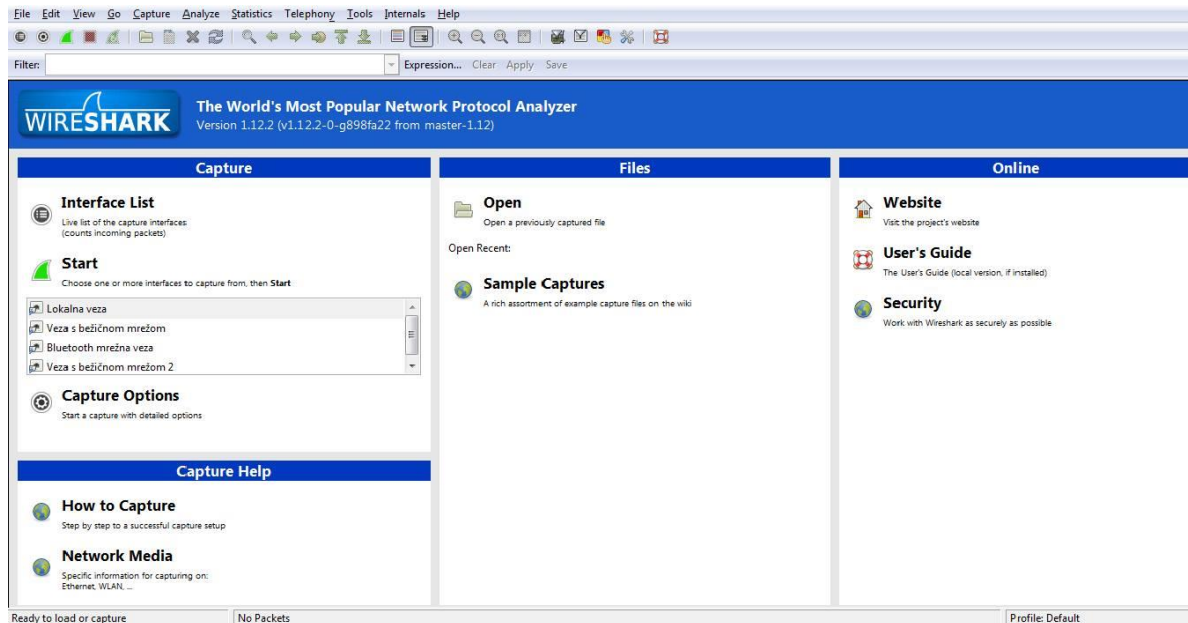 File Edit View Go Capture Analyze Statistics Telephony Tools Internals Help
Filter: Expression... Clear Apply Save
WIRESHARK
The World's Most Popular Network Protocol Analyzer
Version 1.12.2 (v1.12.2-0-g898fa22 from master-1.12)
Capture
Interface List
Live list of the capture interfaces
(counts incoming packets)
Start
Choose one or more interfaces to capture from, then Start
Lokalna veza
Veza s bežičnom mrežom
Bluetooth mrežna veza
Veza s bežičnom mrežom 2
Capture Options
Start a capture with detailed options
Capture Help
How to Capture
Step by step to a successful capture setup
Network Media
Specific information for capturing on:
Ethernet, WLAN, ...
Files
Open
Open a previously captured file
Open Recent:
Sample Captures
A rich assortment of example capture files on the wiki
Online
Website
Visit the project's website
User's Guide
The User's Guide (local version, if installed)
Security
Work with Wireshark as securely as possible
Ready to load or capture No Packets Profile: Default